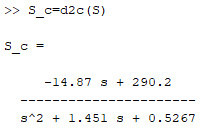 >> S_c=d2c(S)
S_c =
-14.87 s + 290.2
----------------------
s^2 + 1.451 s + 0.5267